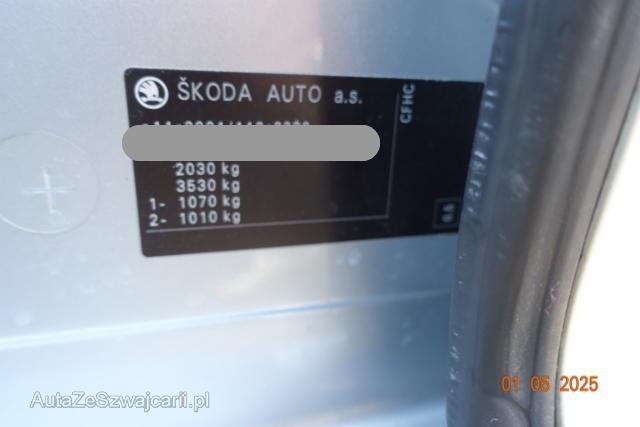 ŠKODA AUTO a.s.
CFHC
2030 kg
3530 kg
1- 1070 kg
2- 1010 kg
01 05 2025
AutaZeSzwajcarii.pl